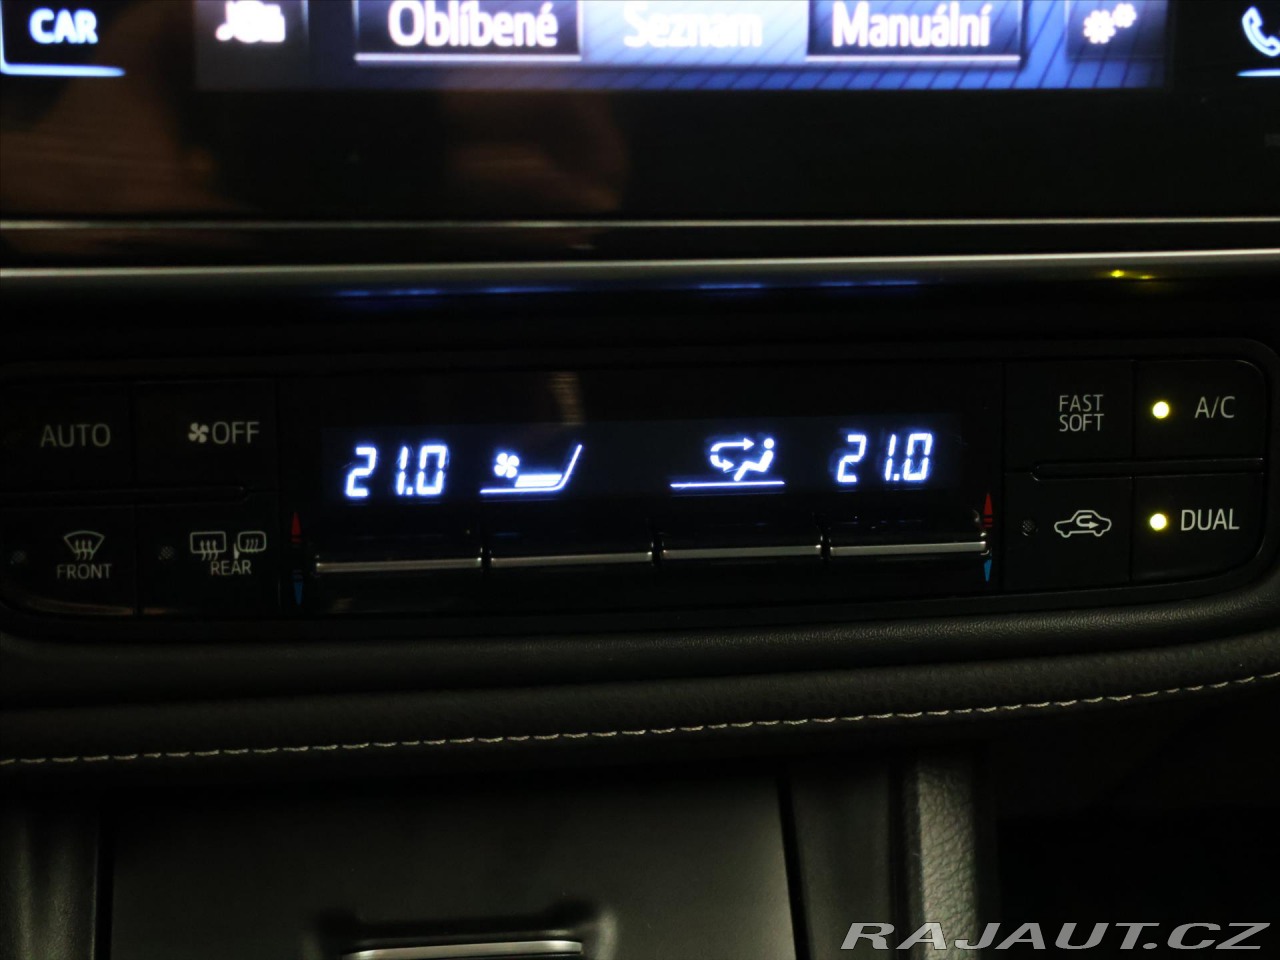 CAR
Oblíbené
Seznam
Manuální
AUTO
OFF
21.0
21.0
FAST
SOFT
A/C
FRONT
REAR
DUAL
RAJAUT.CZ